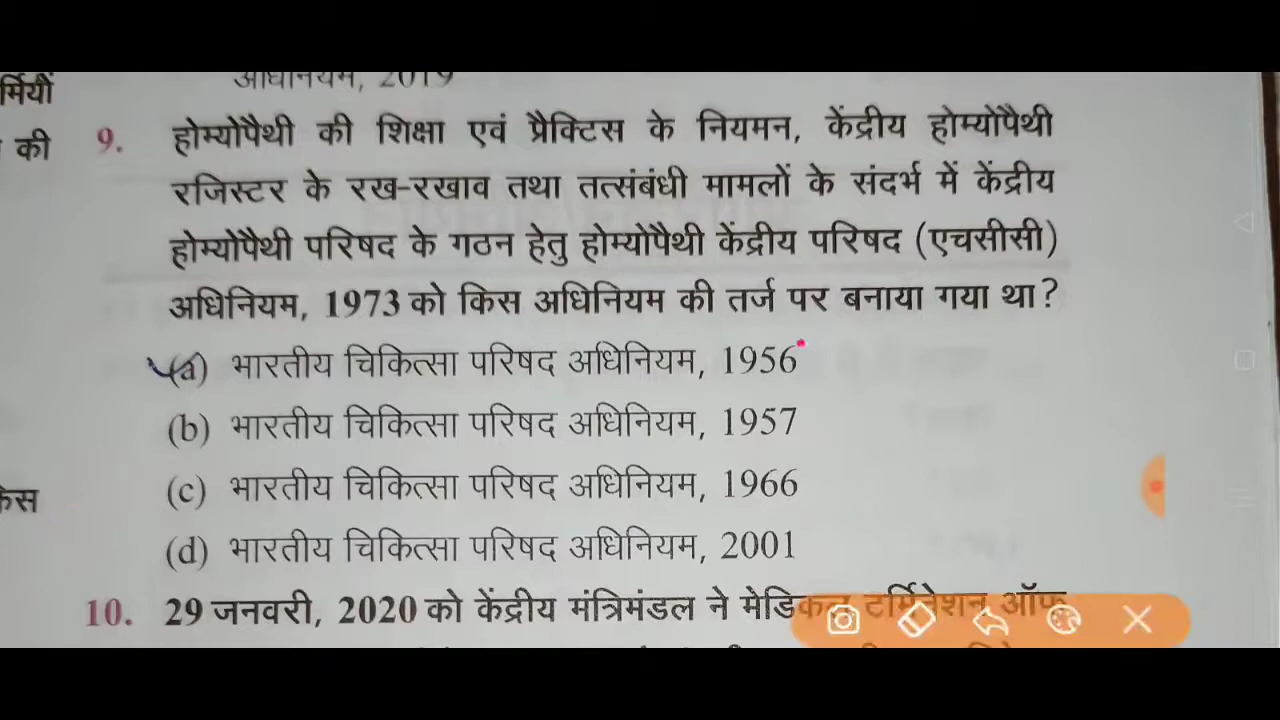 र्मियों
अधिनियम, 2019
की
9. होम्योपैथी की शिक्षा एवं प्रैक्टिस के नियमन, केंद्रीय होम्योपैथी
रजिस्टर के रख-रखाव तथा तत्संबंधी मामलों के संदर्भ में केंद्रीय
होम्योपैथी परिषद के गठन हेतु होम्योपैथी केंद्रीय परिषद (एचसीसी)
अधिनियम, 1973 को किस अधिनियम की तर्ज पर बनाया गया था?
(a) भारतीय चिकित्सा परिषद अधिनियम, 1956
(b) भारतीय चिकित्सा परिषद अधिनियम, 1957
(c) भारतीय चिकित्सा परिषद अधिनियम, 1966
(d) भारतीय चिकित्सा परिषद अधिनियम, 2001
10. 29 जनवरी, 2020 को केंद्रीय मंत्रिमंडल ने मेडिकल टर्मिनेशन ऑफ